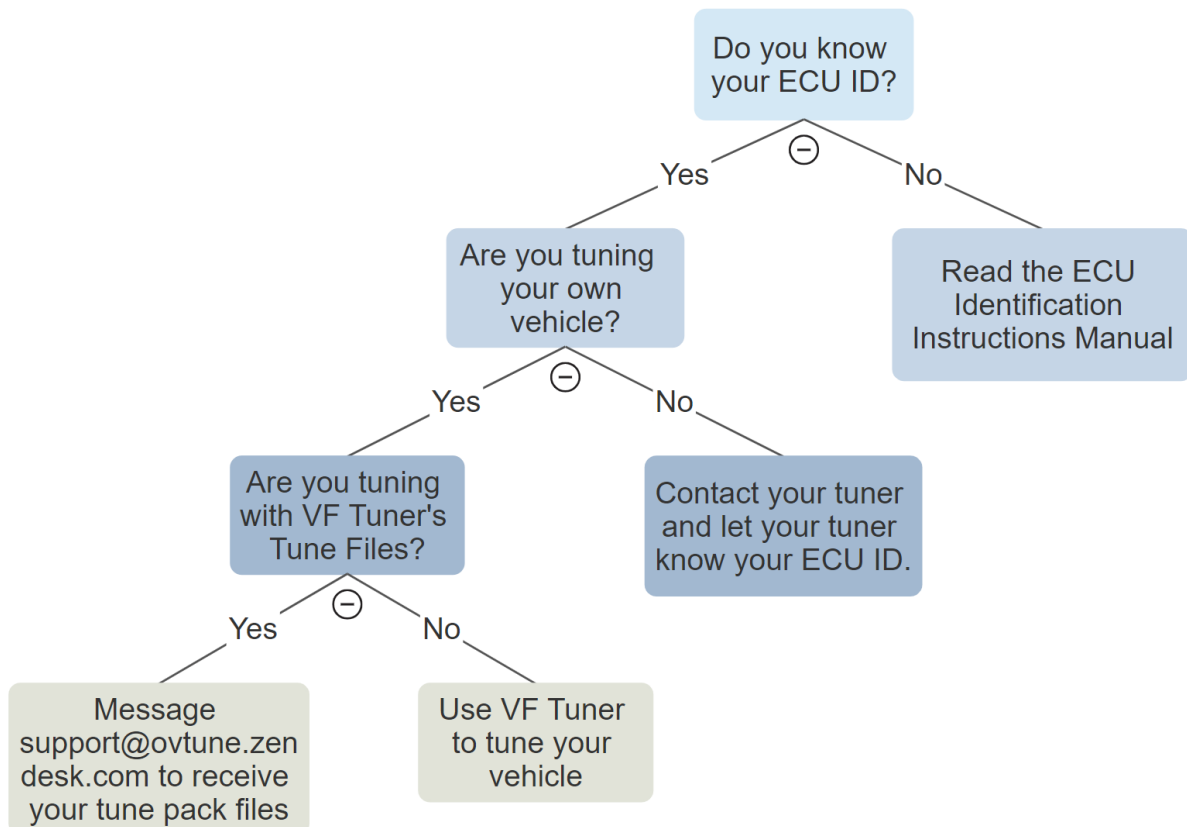 Do you know
your ECU ID?
Yes
No
Are you tuning
your own
vehicle?
Read the ECU
Identification
Instructions Manual
Yes
No
Are you tuning
with VF Tuner's
Tune Files?
Contact your tuner
and let your tuner
know your ECU ID.
Yes
No
Message
support@ovtune.zen
desk.com to receive
your tune pack files
Use VF Tuner
to tune your
vehicle